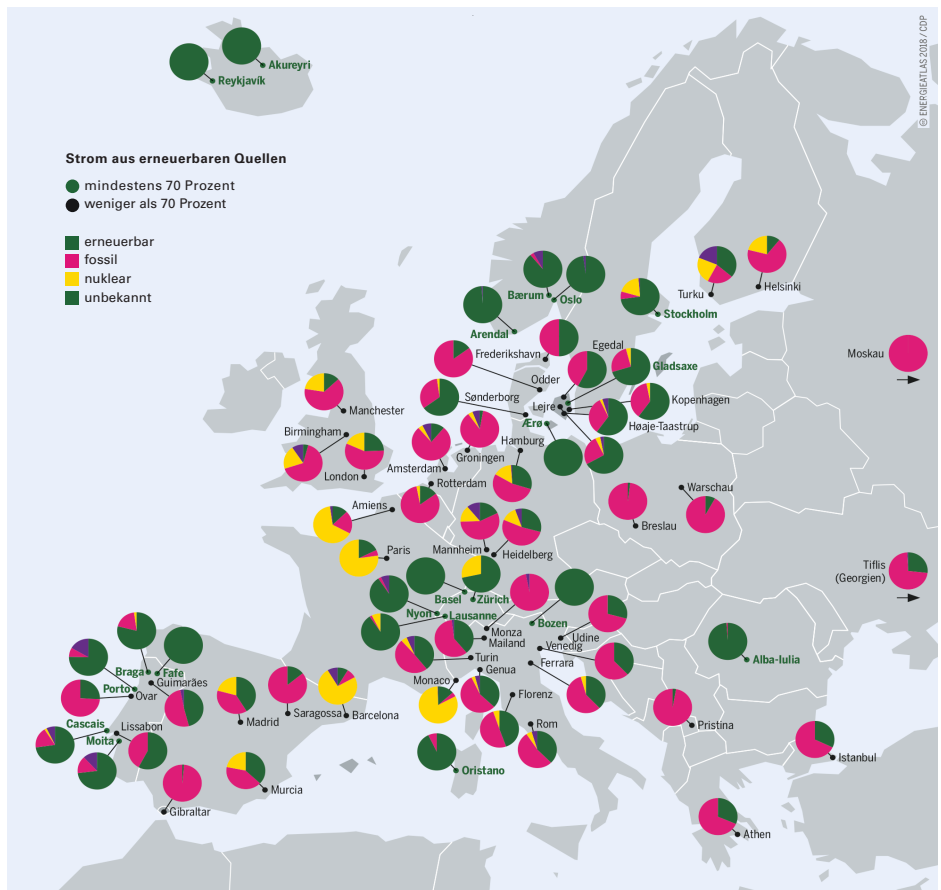 © ENERGIEATLAS 2018 / CDP
Akureyri
Reykjavík
Strom aus erneuerbaren Quellen
mindestens 70 Prozent
weniger als 70 Prozent
erneuerbar
fossil
nuklear
unbekannt
Bærum
Oslo
Turku
Helsinki
Stockholm
Arendal
Frederikshavn
Egedal
Moskau
Gladsaxe
Odder
Sønderborg
Lejre
Kopenhagen
Manchester
Ærø
Høaje-Taastrup
Birmingham
Hamburg
Groningen
Amsterdam
London
Rotterdam
Warschau
Amiens
Breslau
Paris
Mannheim
Heidelberg
Tiflis
(Georgien)
Basel
Zürich
Nyon
Lausanne
Bozen
Monza
Udine
Mailand
Venedig
Turin
Ferrara
Genua
Alba-Iulia
Braga
Fafe
Monaco
Guimarães
Porto
Ovar
Florenz
Saragossa
Barcelona
Madrid
Cascais
Lissabon
Rom
Pristina
Moita
Istanbul
Oristano
Murcia
Gibraltar
Athen